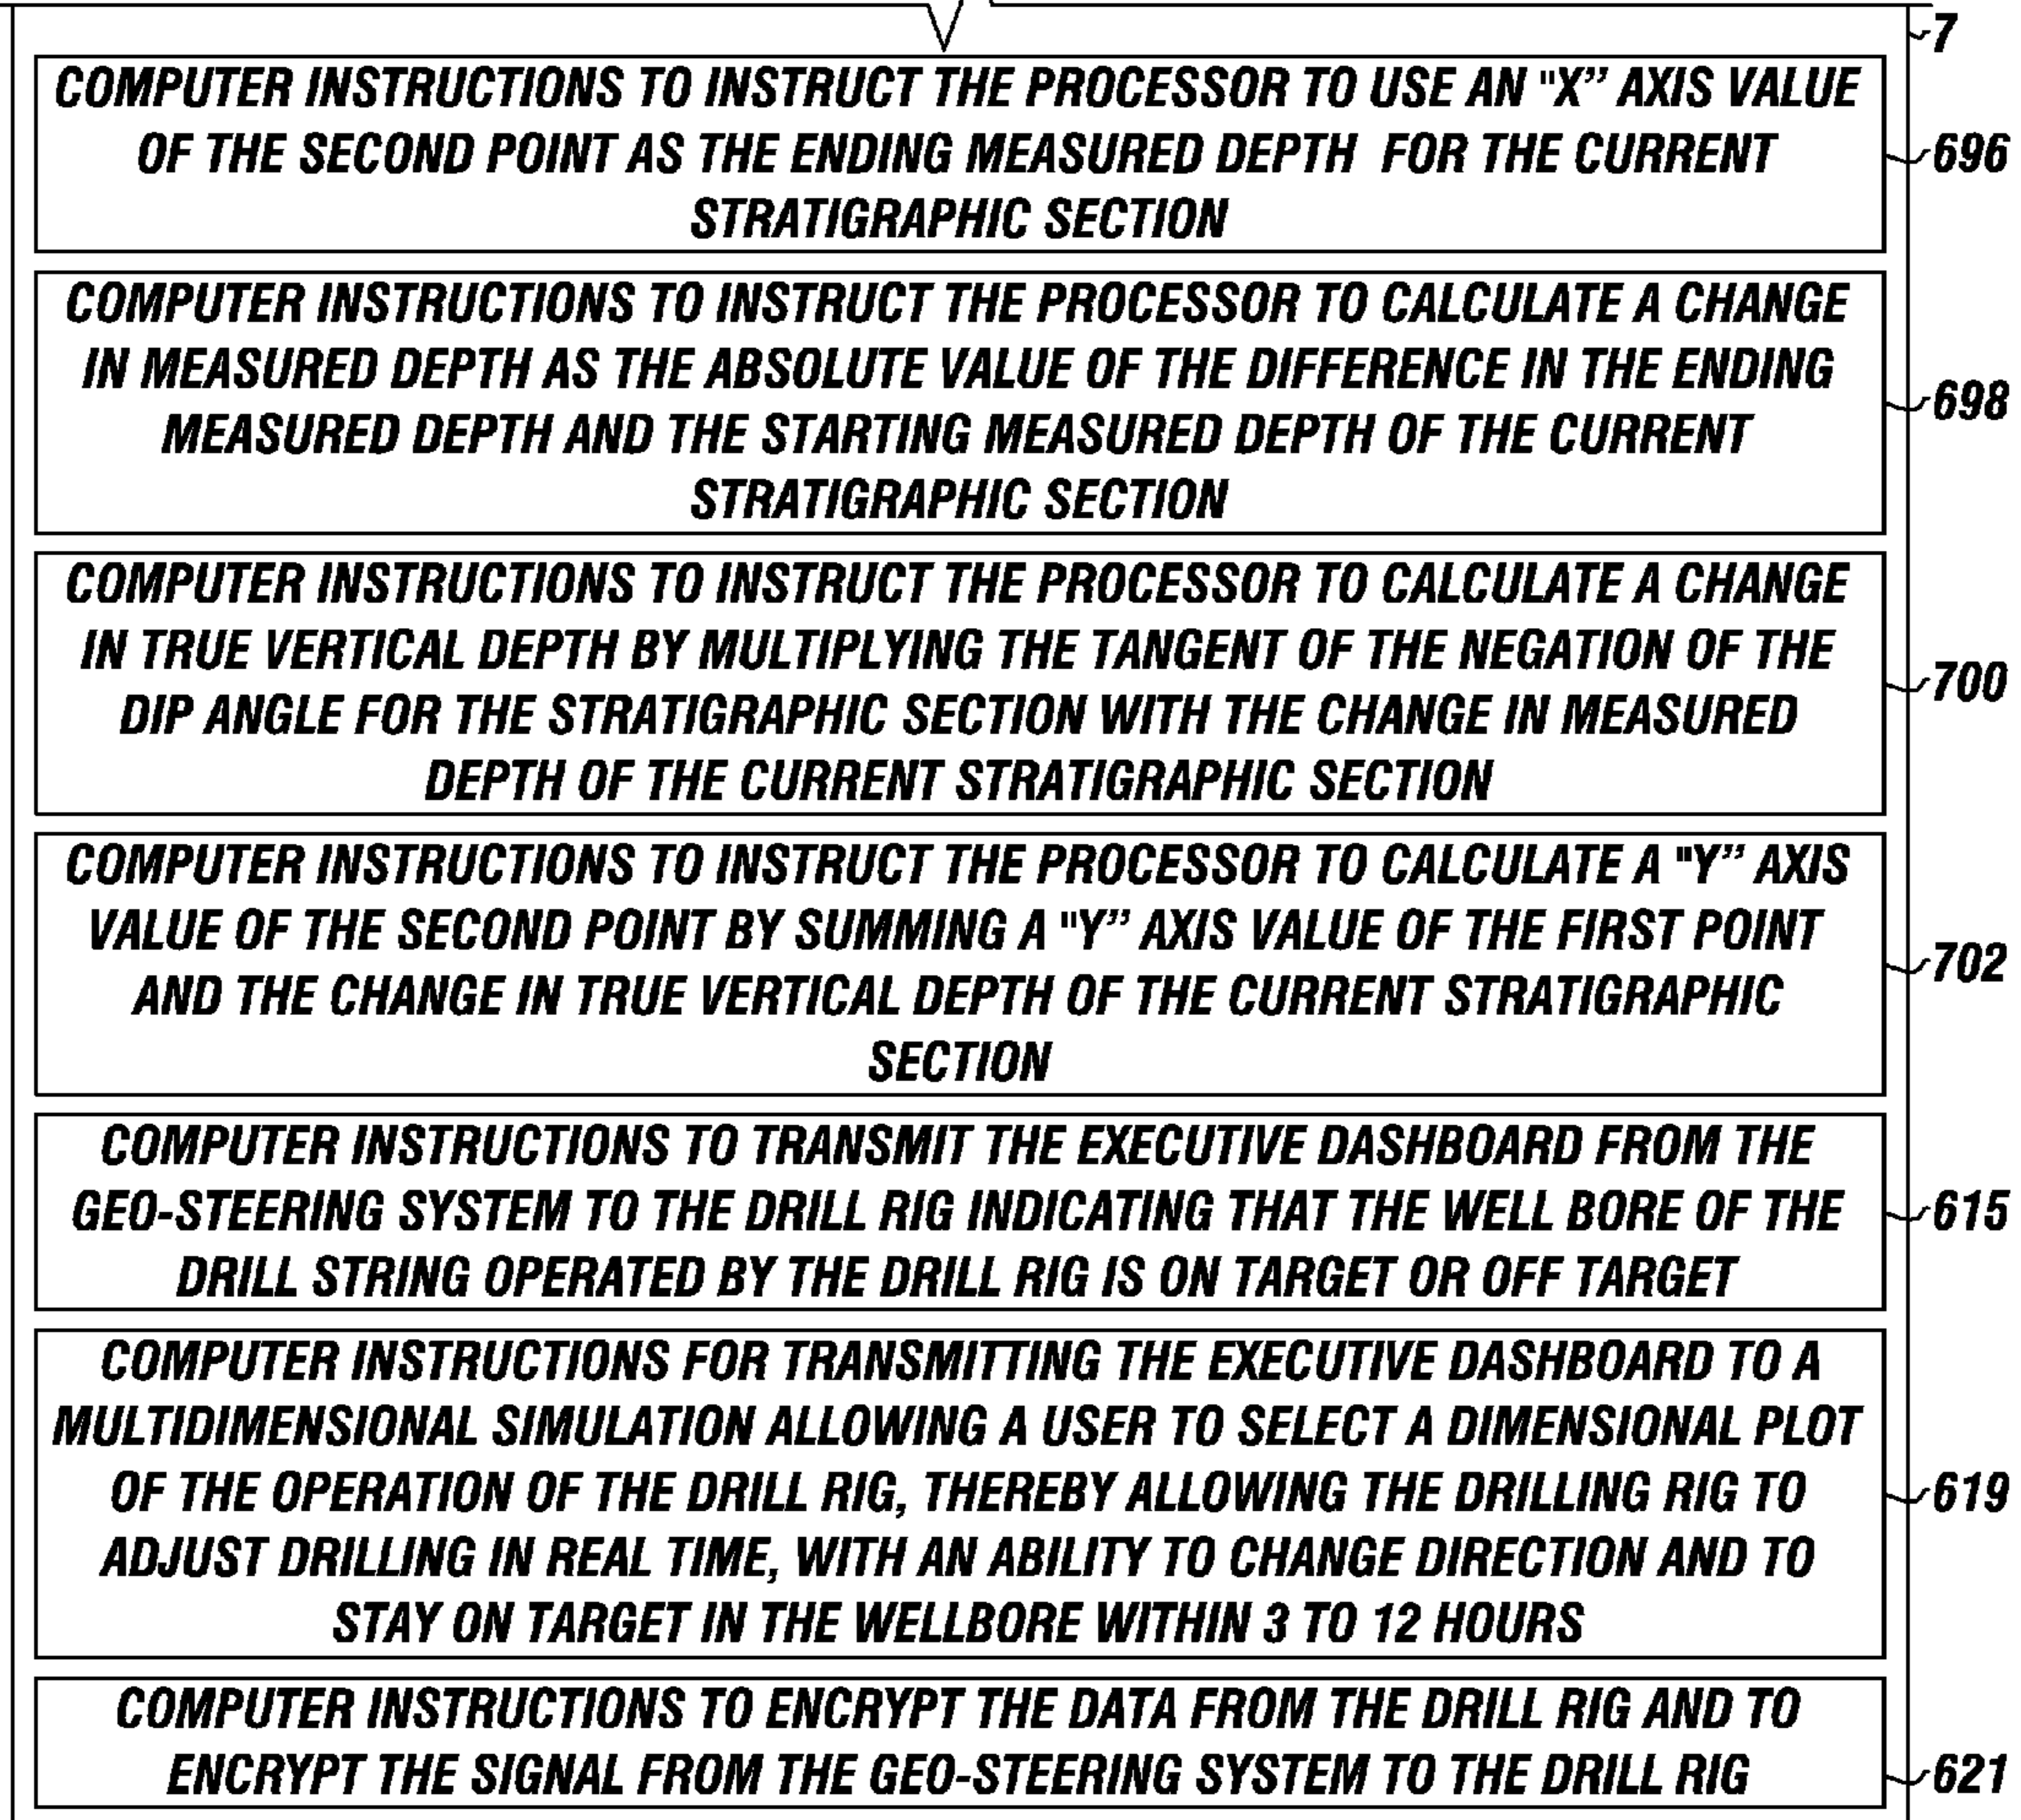 7
COMPUTER INSTRUCTIONS TO INSTRUCT THE PROCESSOR TO USE AN "X” AXIS VALUE
OF THE SECOND POINT AS THE ENDING MEASURED DEPTH FOR THE CURRENT
STRATIGRAPHIC SECTION
696
COMPUTER INSTRUCTIONS TO INSTRUCT THE PROCESSOR TO CALCULATE A CHANGE
IN MEASURED DEPTH AS THE ABSOLUTE VALUE OF THE DIFFERENCE IN THE ENDING
MEASURED DEPTH AND THE STARTING MEASURED DEPTH OF THE CURRENT
STRATIGRAPHIC SECTION
698
COMPUTER INSTRUCTIONS TO INSTRUCT THE PROCESSOR TO CALCULATE A CHANGE
IN TRUE VERTICAL DEPTH BY MULTIPLYING THE TANGENT OF THE NEGATION OF THE
DIP ANGLE FOR THE STRATIGRAPHIC SECTION WITH THE CHANGE IN MEASURED
DEPTH OF THE CURRENT STRATIGRAPHIC SECTION
700
COMPUTER INSTRUCTIONS TO INSTRUCT THE PROCESSOR TO CALCULATE A "Y” AXIS
VALUE OF THE SECOND POINT BY SUMMING A "Y” AXIS VALUE OF THE FIRST POINT
AND THE CHANGE IN TRUE VERTICAL DEPTH OF THE CURRENT STRATIGRAPHIC
SECTION
702
COMPUTER INSTRUCTIONS TO TRANSMIT THE EXECUTIVE DASHBOARD FROM THE
GEO-STEERING SYSTEM TO THE DRILL RIG INDICATING THAT THE WELL BORE OF THE
DRILL STRING OPERATED BY THE DRILL RIG IS ON TARGET OR OFF TARGET
615
COMPUTER INSTRUCTIONS FOR TRANSMITTING THE EXECUTIVE DASHBOARD TO A
MULTIDIMENSIONAL SIMULATION ALLOWING A USER TO SELECT A DIMENSIONAL PLOT
OF THE OPERATION OF THE DRILL RIG, THEREBY ALLOWING THE DRILLING RIG TO
ADJUST DRILLING IN REAL TIME, WITH AN ABILITY TO CHANGE DIRECTION AND TO
STAY ON TARGET IN THE WELLBORE WITHIN 3 TO 12 HOURS
619
COMPUTER INSTRUCTIONS TO ENCRYPT THE DATA FROM THE DRILL RIG AND TO
ENCRYPT THE SIGNAL FROM THE GEO-STEERING SYSTEM TO THE DRILL RIG
621